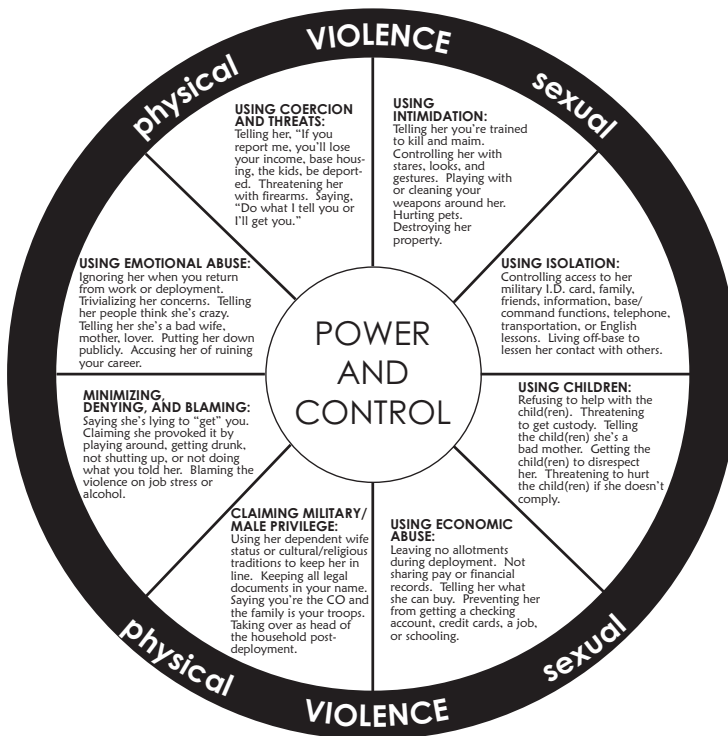 physical
VIOLENCE
sexual
USING COERCION
AND THREATS:
Telling her, “If you
report me, you’ll lose
your income, base hous-
ing, the kids, be deport-
ed.  Threatening her
with firearms.  Saying,
“Do what I tell you or
I’ll get you.”
USING
INTIMIDATION:
Telling her you’re trained
to kill and maim.
Controlling her with
stares, looks, and
gestures.  Playing with
or cleaning your
weapons around her.
Hurting pets.
Destroying her
property.
USING EMOTIONAL ABUSE:
Ignoring her when you return
from work or deployment.
Trivializing her concerns.  Telling
her people think she’s crazy.
Telling her she’s a bad wife,
mother, lover.  Putting her down
publicly.  Accusing her of ruining
your career.
USING ISOLATION:
Controlling access to her
military I.D. card, family,
friends, information, base/
command functions, telephone,
transportation, or English
lessons.  Living off-base to
lessen her contact with others.
POWER
AND
CONTROL
MINIMIZING,
DENYING, AND BLAMING:
Saying she’s lying to “get” you.
Claiming she provoked it by
playing around, getting drunk,
not shutting up, or not doing
what you told her.  Blaming the
violence on job stress or
alcohol.
USING CHILDREN:
Refusing to help with the
child(ren).  Threatening
to get custody.  Telling
the child(ren) she’s a
bad mother.  Getting the
child(ren) to disrespect
her.  Threatening to hurt
the child(ren) if she doesn’t
comply.
CLAIMING MILITARY/
MALE PRIVILEGE:
Using her dependent wife
status or cultural/religious
traditions to keep her in
line.  Keeping all legal
documents in your name.
Saying you’re the CO and
the family is your troops.
Taking over as head of
the household post-
deployment.
USING ECONOMIC
ABUSE:
Leaving no allotments
during deployment.  Not
sharing pay or financial
records.  Telling her what
she can buy.  Preventing her
from getting a checking
account, credit cards, a job,
or schooling.
physical
VIOLENCE
sexual